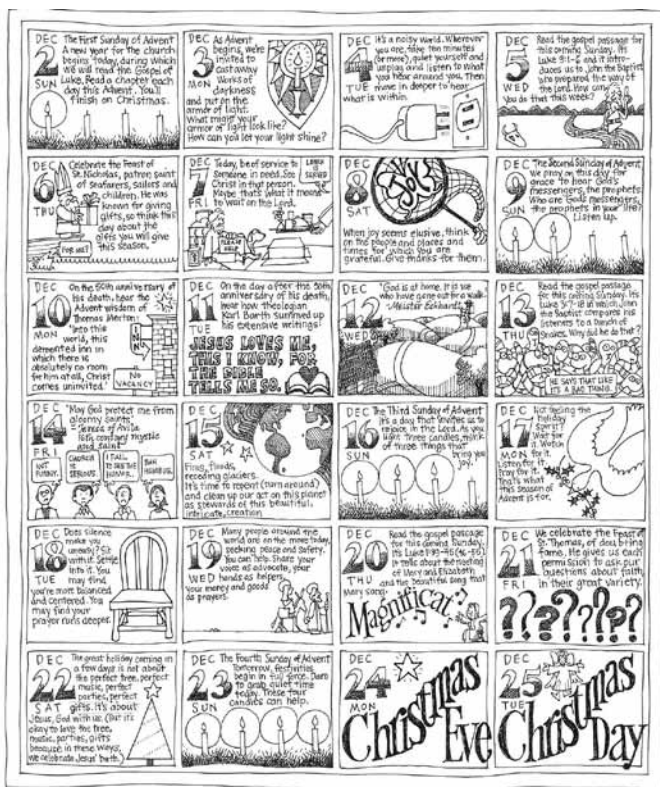 DEC
2
SUN
The First Sunday of Advent
A new year for the church
begins today, during which
we will read the Gospel of
Luke. Read a chapter each
day this Advent. You'll
finish on Christmas.
DEC
3
MON
As Advent
begins, we're
invited to
cast away
works of
darkness
and put on the
armor of light.
What might your
armor of light look like?
How can you let your light shine?
DEC
4
TUE
It's a noisy world. Wherever
you are, take ten minutes
(or more), quiet yourself and
unplug and listen to what
you hear around you. Then
move in deeper to hear
what is within.
DEC
5
WED
Read the gospel passage for
this coming Sunday. It's
Luke 3:1-6 and it intro-
duces us to John the Baptist
who prepared the way of
the Lord. How can
you do that this week?
DEC
6
THU
Celebrate the Feast of
St. Nicholas, patron saint
of seafarers, sailors and
children. He was
known for giving
gifts, so think this
day about the
gifts you will give
this season.
FOR ME?
DEC
7
FRI
Today, be of service to
someone in need. See
Christ in that person.
Maybe that's what it means
to wait on the Lord.
LUNCH IS
SERVED
PLEASE
HELP
DEC
8
SAT
JOY
When joy seems elusive, think
on the people and places and
times for which you are
grateful. Give thanks for them.
DEC
9
SUN
The Second Sunday of Advent
We pray on this day for
grace to hear God's
messengers, the prophets.
Who are God's messengers,
the prophets in your life?
Listen up.
DEC
10
MON
On the 50th anniversary of
his death, hear the
Advent wisdom of
Thomas Merton:
"Into this
world, this
demented inn in
which there is
absolutely no room
for him at all, Christ
comes uninvited."
INN
NO
VACANCY
DEC
11
TUE
On the day after the 50th
anniversary of his death,
hear how theologian
Karl Barth summed up
his extensive writings:
JESUS LOVES ME,
THIS I KNOW, FOR
THE BIBLE
TELLS ME SO.
DEC
12
WED
"God is at home. It is we
who have gone out for a walk."
-Meister Eckhart
DEC
13
THU
Read the gospel passage
for this coming Sunday. It's
Luke 3:7-18 in which John
the Baptist compares his
listeners to a bunch of
snakes. Why did he do that?
HE SAYS THAT LIKE
IT'S A BAD THING.
DEC
14
FRI
"May God protect me from
gloomy saints."
-Teresa of Avila
16th century mystic
and saint
NOT
FUNNY.
CHURCH IS
SERIOUS.
I FAIL
TO SEE THE
HUMOR.
BAH
HUMBUG.
DEC
15
SAT
Fires, floods,
receding glaciers.
It's time to repent (turn around)
and clean up our act on this planet
as stewards of this beautiful,
intricate, creation
DEC
16
SUN
The Third Sunday of Advent
It's a day that invites us to
rejoice in the Lord. As you
light three candles, think
of three things that
bring you
joy.
DEC
17
MON
Not feeling the
holiday
spirit?
Wait for
it. Watch
for it.
Listen for it.
Pray for it.
That's what
this season of
Advent is for.
DEC
18
TUE
Does silence
make you
uneasy? Sit
with it. Settle
into it. You
may find
you're more balanced
and centered. You
may find your
prayer runs deeper.
DEC
19
WED
Many people around the
world are on the move today,
seeking peace and safety.
You can help. Share your
voice as advocate, your
hands as helpers,
your money and goods
as prayers.
DEC
20
THU
Read the gospel passage
for this coming Sunday.
It's Luke 1:39-45(46-55)
It tells about the meeting
of Mary and Elizabeth
and the beautiful song that
Mary sang.
Magnificat
DEC
21
FRI
We celebrate the Feast of
St. Thomas, of doubting
fame. He gives us each
permission to ask our
questions about faith,
in their great variety.
???????
DEC
22
SAT
The great holiday coming in
a few days is not about
the perfect tree, perfect
music, perfect
parties, perfect
gifts. It's about
Jesus, God with us. (But it's
okay to love the tree,
music, parties, gifts
because in these ways,
we celebrate Jesus' birth.)
DEC
23
SUN
The Fourth Sunday of Advent
Tomorrow, festivities
begin in full force. Dare
to grab quiet time
today. These four
candles can help.
DEC
24
MON
Christmas
Eve
DEC
25
TUE
Christmas
Day